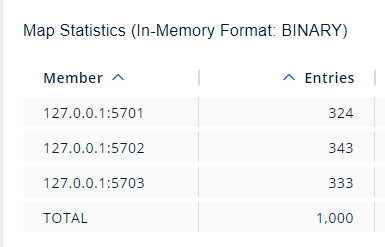 Map Statistics (In-Memory Format: BINARY)
Member Entries
127.0.0.1:5701 324
127.0.0.1:5702 343
127.0.0.1:5703 333
TOTAL 1,000